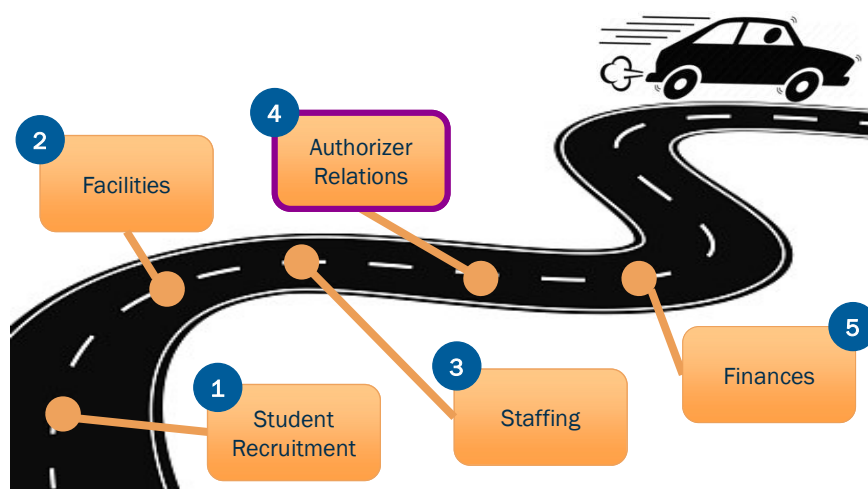 4
Authorizer
Relations
2
Facilities
5
Finances
3
Staffing
1
Student
Recruitment